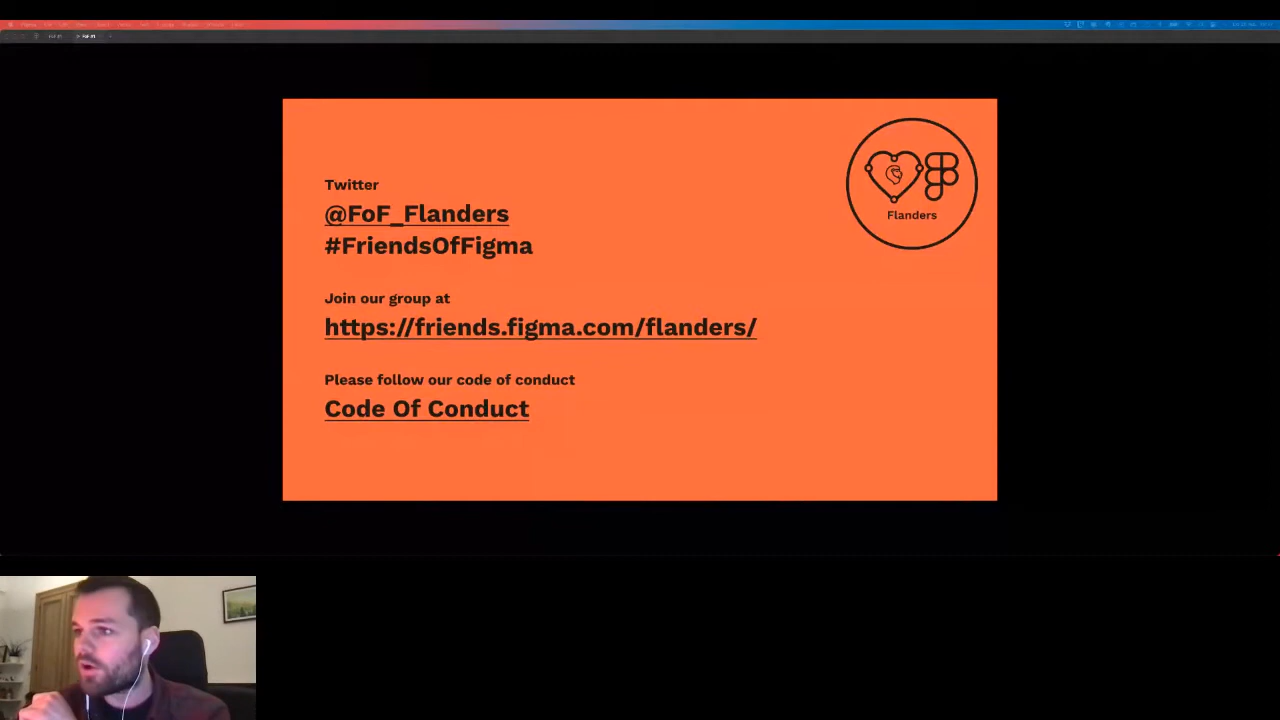 Twitter
@FoF_Flanders
#FriendsOfFigma
Join our group at
https://friends.figma.com/flanders/
Please follow our code of conduct
Code Of Conduct
Flanders